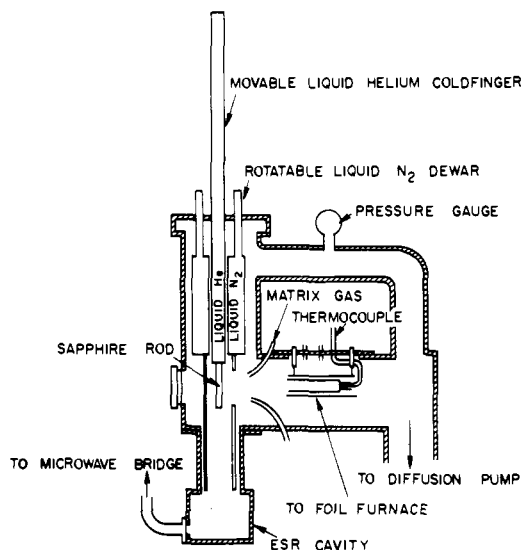 MOVABLE LIQUID HELIUM COLDFINGER
ROTATABLE LIQUID N2 DEWAR
PRESSURE GAUGE
LIQUID He
LIQUID N2
MATRIX GAS
THERMOCOUPLE
SAPPHIRE ROD
TO MICROWAVE BRIDGE
TO DIFFUSION PUMP
TO FOIL FURNACE
ESR CAVITY